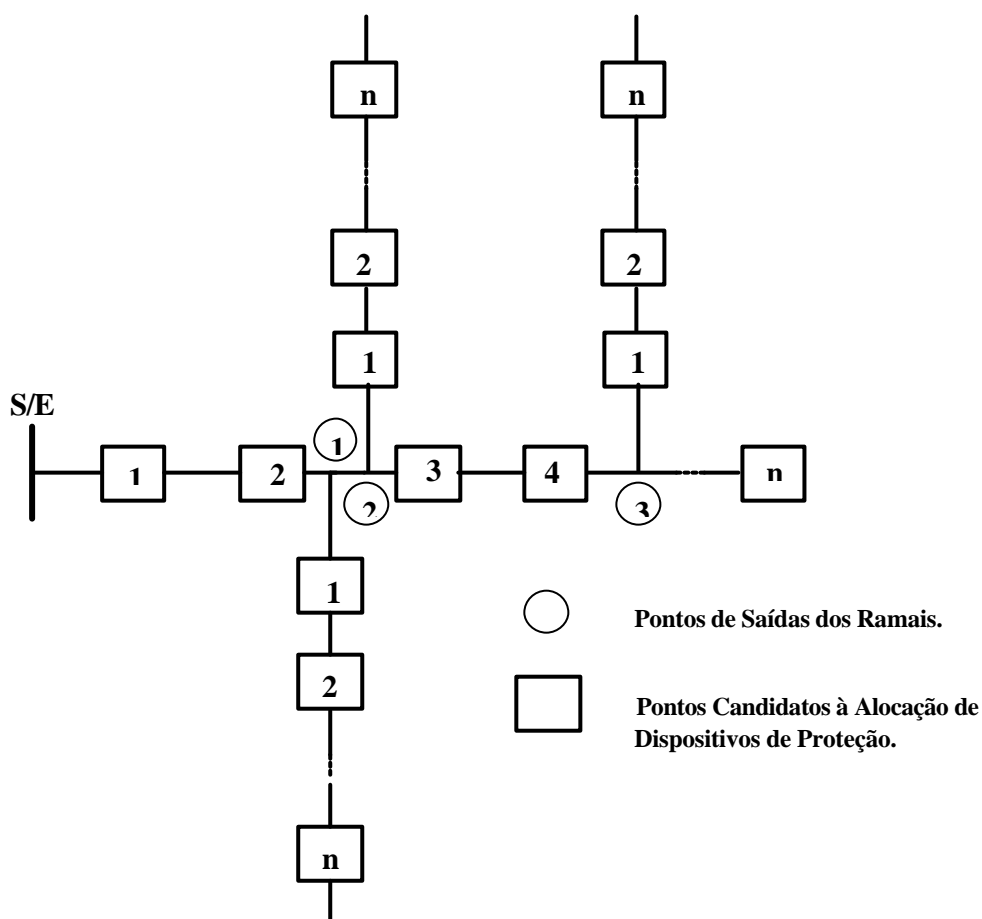 n n
2 2
1 1
S/E
1
1 2 3 4 n
2 3
1
Pontos de Saídas dos Ramais.
2
Pontos Candidatos à Alocação de
Dispositivos de Proteção.
n